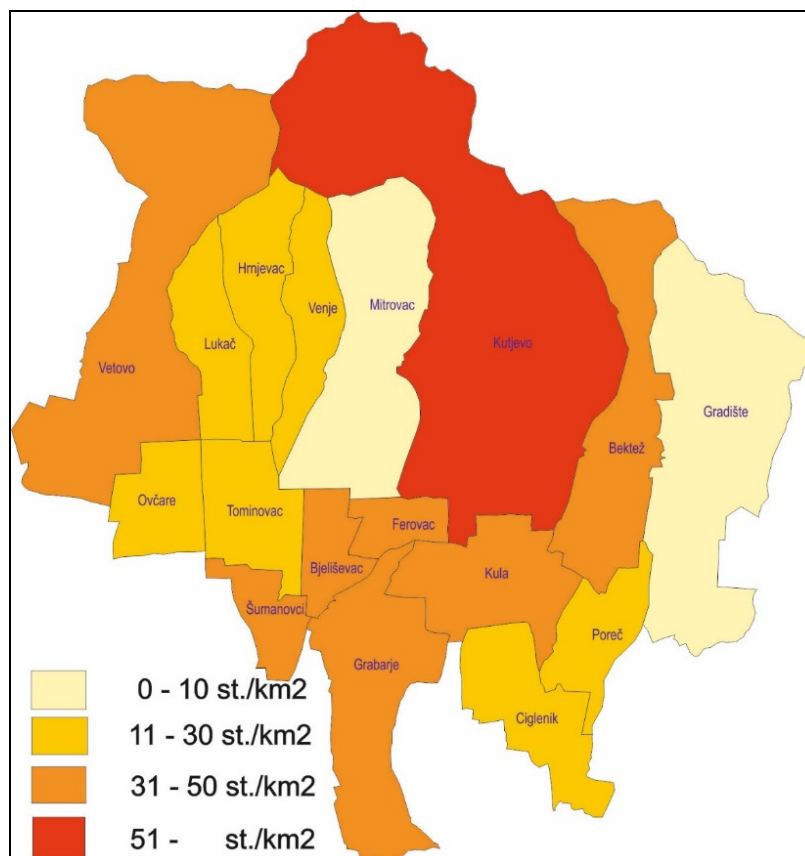 Hrnjevac
Venje
Mitrovac
Lukač
Kutjevo
Vetovo
Gradište
Bektež
Ovčare
Tominovac
Ferovac
Bjeliševac
Kula
Šumanovci
Poreč
Grabarje
Ciglenik
0 - 10 st./km2
11 - 30 st./km2
31 - 50 st./km2
51 - st./km2